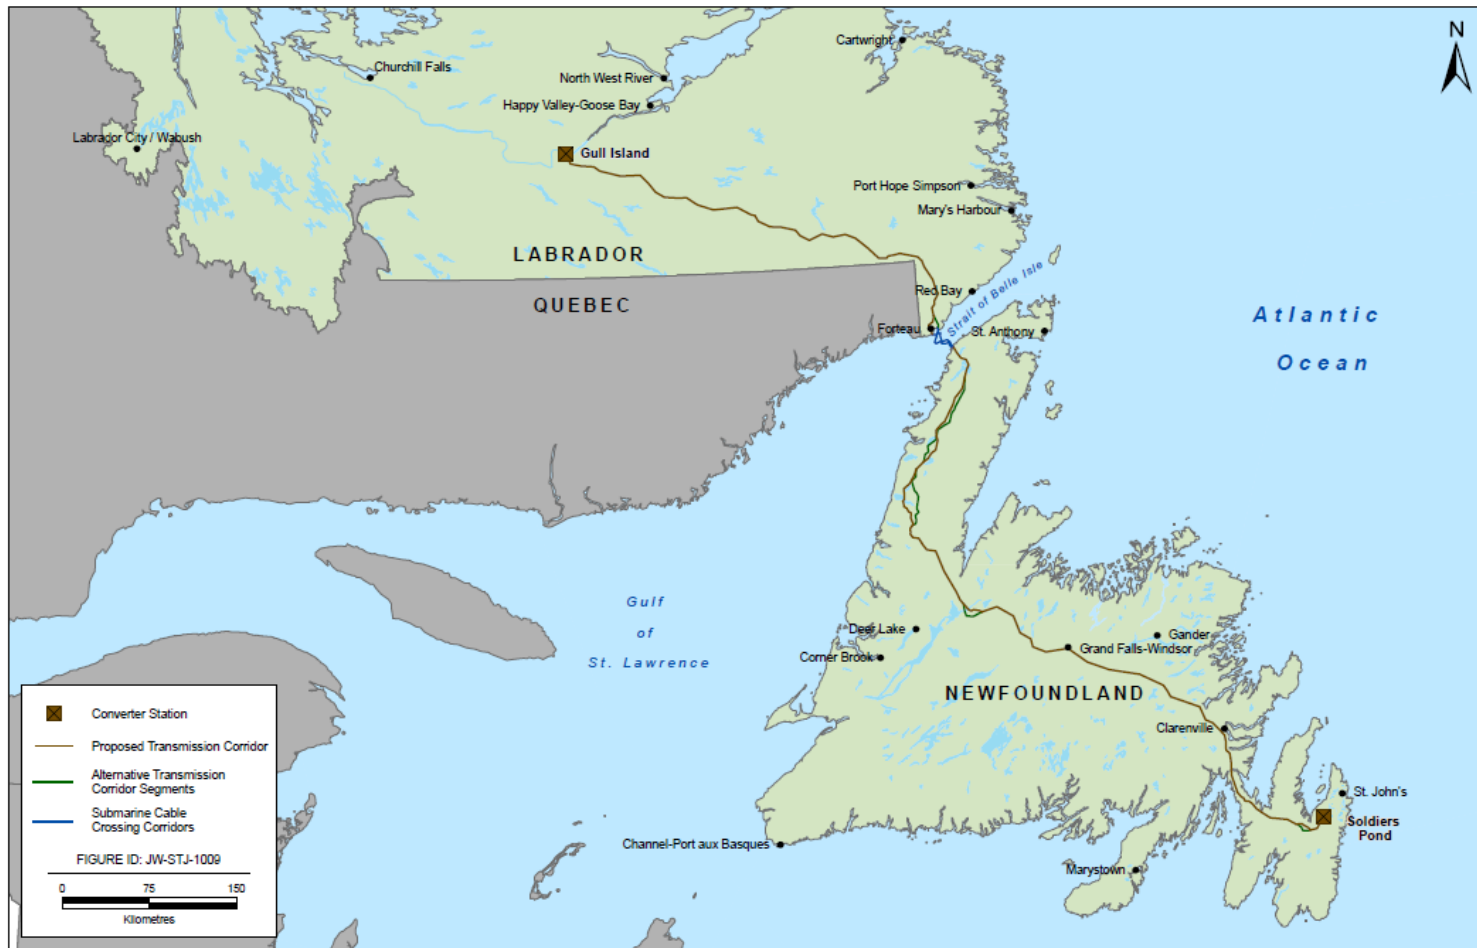 N
Cartwright
Churchill Falls
North West River
Happy Valley-Goose Bay
Labrador City / Wabush
Gull Island
Port Hope Simpson
Mary's Harbour
LABRADOR
QUEBEC
Red Bay
Strait of Belle Isle
Forteau
St. Anthony
Atlantic
Ocean
Gulf
of
St. Lawrence
Deer Lake
Corner Brook
Gander
Grand Falls-Windsor
NEWFOUNDLAND
Clarenville
St. John's
Soldiers
Pond
Channel-Port aux Basques
Marystown
Converter Station
Proposed Transmission Corridor
Alternative Transmission
Corridor Segments
Submarine Cable
Crossing Corridors
FIGURE ID: JW-STJ-1009
0 75 150
Kilometres